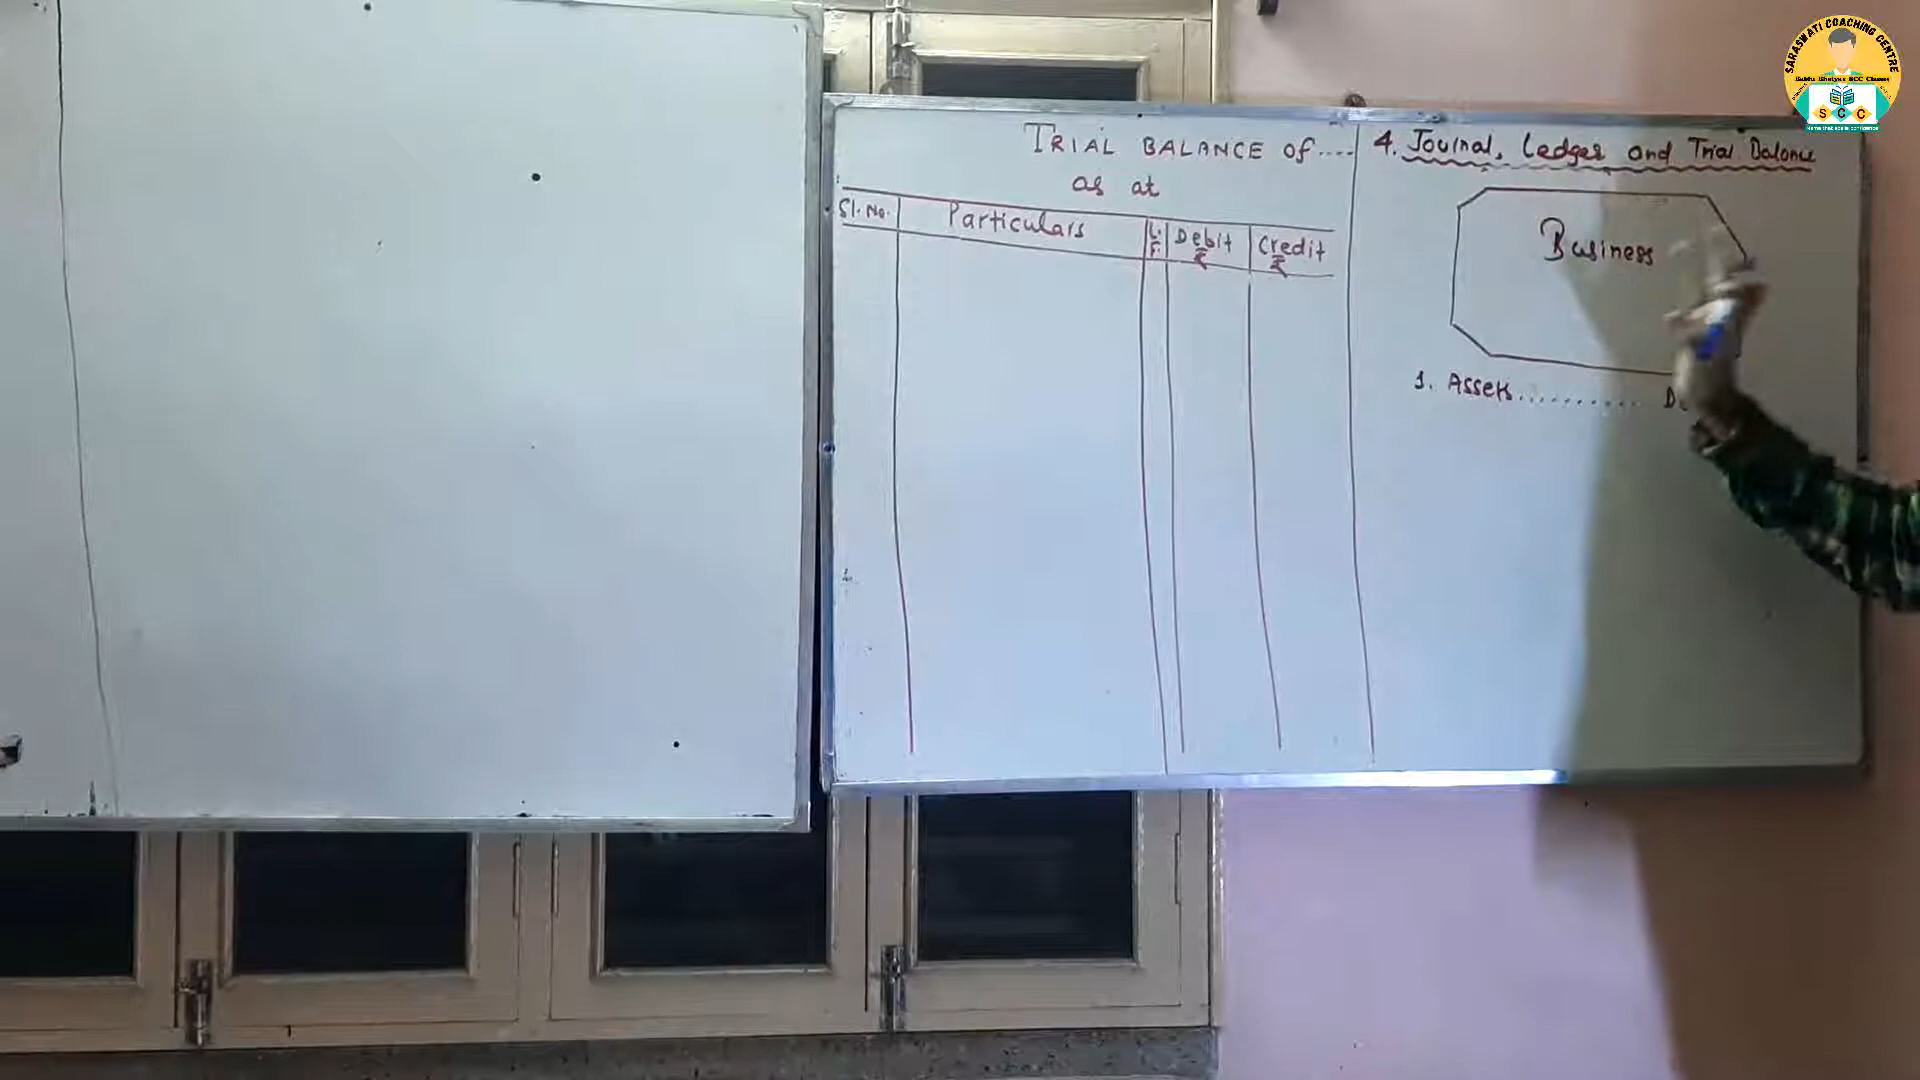 TRIAL BALANCE of....
as at
Sl. No.
Particulars
L.F.
Debit
₹
Credit
₹
4. Journal, Ledger and Trial Balance
Business
1. Assets...........
SARASWATI COACHING CENTRE
SCC